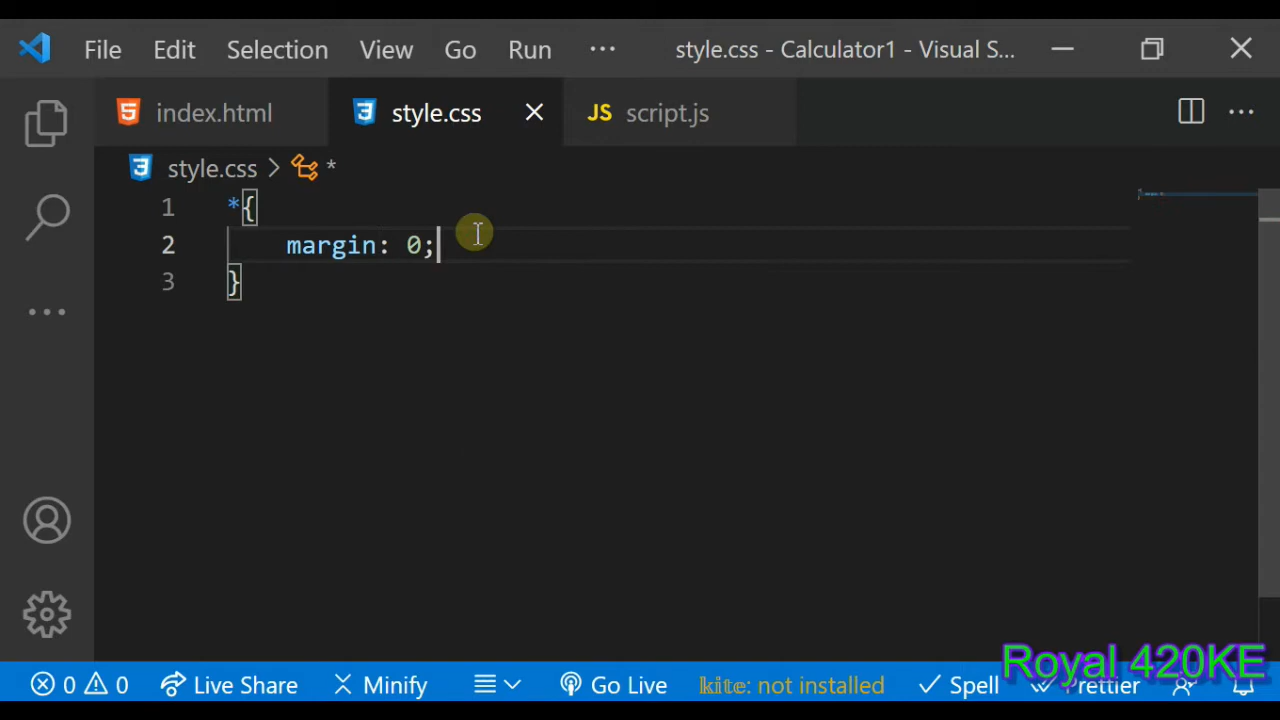 File Edit Selection View Go Run ··· style.css - Calculator1 - Visual S...
index.html style.css JS script.js
style.css > *
1 *{
2 margin: 0;
3 }
Royal 420KE
0 0 Live Share Minify Go Live kite: not installed Spell Prettier